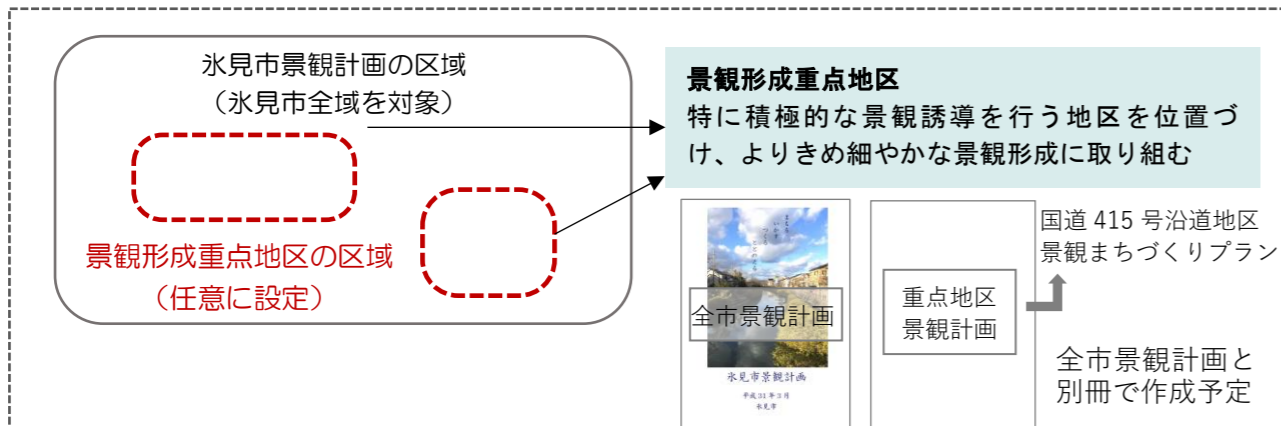 氷見市景観計画の区域
（氷見市全域を対象）
景観形成重点地区の区域
（任意に設定）
景観形成重点地区
特に積極的な景観誘導を行う地区を位置づ
け、よりきめ細やかな景観形成に取り組む
全市景観計画
氷見市景観計画
平成31年3月
氷見市
重点地区
景観計画
国道 415 号沿道地区
景観まちづくりプラン
全市景観計画と
別冊で作成予定